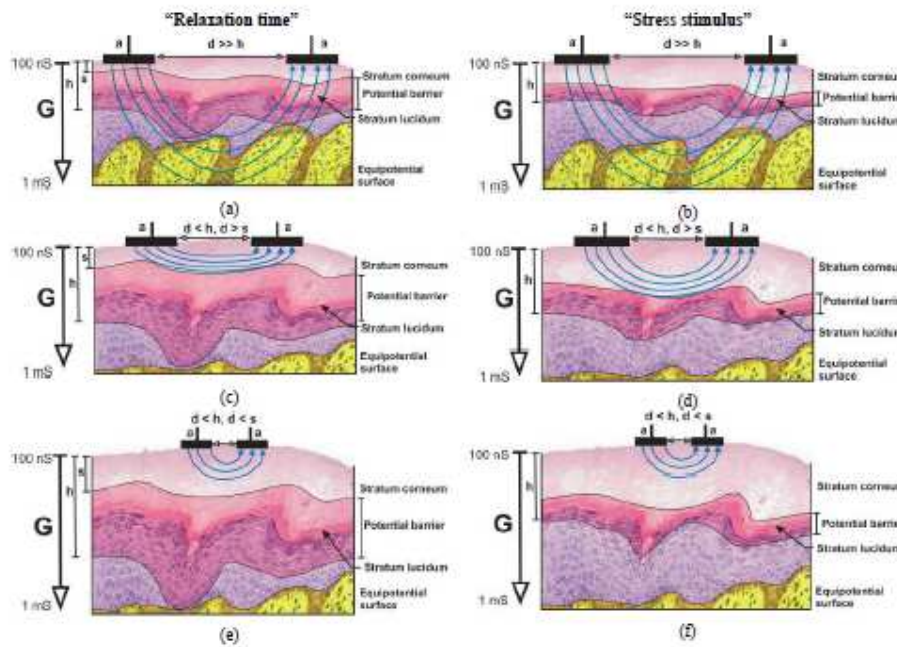 “Relaxation time”
“Stress stimulus”
a
d >> h
a
100 nS
h
s
G
1 mS
Stratum corneum
Potential barrier
Stratum lucidum
Equipotential surface
(a)
a
d >> h
a
100 nS
h
G
1 mS
Stratum corneum
Potential barrier
Stratum lucidum
Equipotential surface
(b)
a
d < h, d > s
a
100 nS
s
h
G
1 mS
Stratum corneum
Potential barrier
Stratum lucidum
Equipotential surface
(c)
a
d < h, d > s
a
100 nS
h
G
1 mS
Stratum corneum
Potential barrier
Stratum lucidum
Equipotential surface
(d)
d < h, d < s
a
a
100 nS
s
h
G
1 mS
Stratum corneum
Potential barrier
Stratum lucidum
Equipotential surface
(e)
d < h, d < s
a
a
100 nS
h
G
1 mS
Stratum corneum
Potential barrier
Stratum lucidum
Equipotential surface
(f)